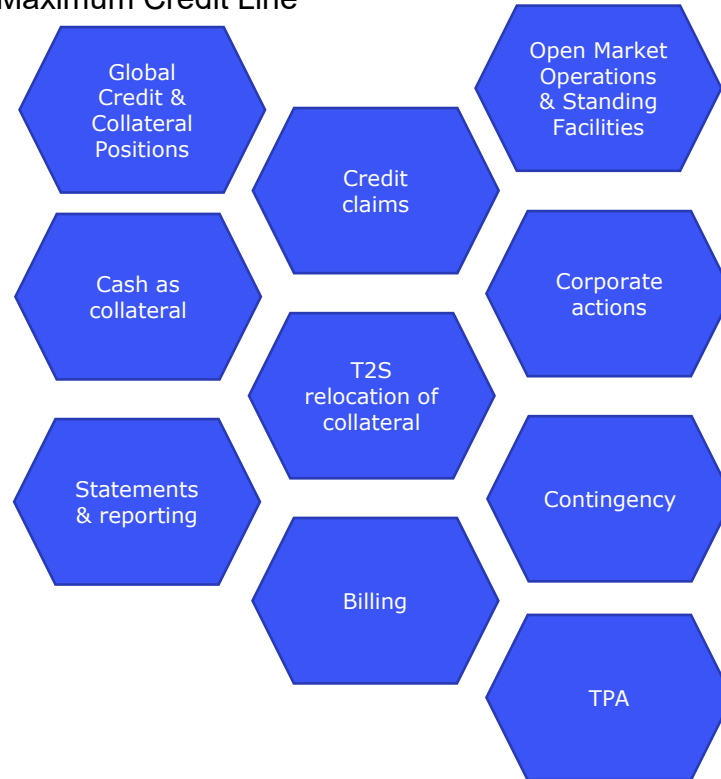 Maximum Credit Line
Global
Credit &
Collateral
Positions
Open Market
Operations
& Standing
Facilities
Credit
claims
Cash as
collateral
Corporate
actions
T2S
relocation of
collateral
Statements
& reporting
Contingency
Billing
TPA